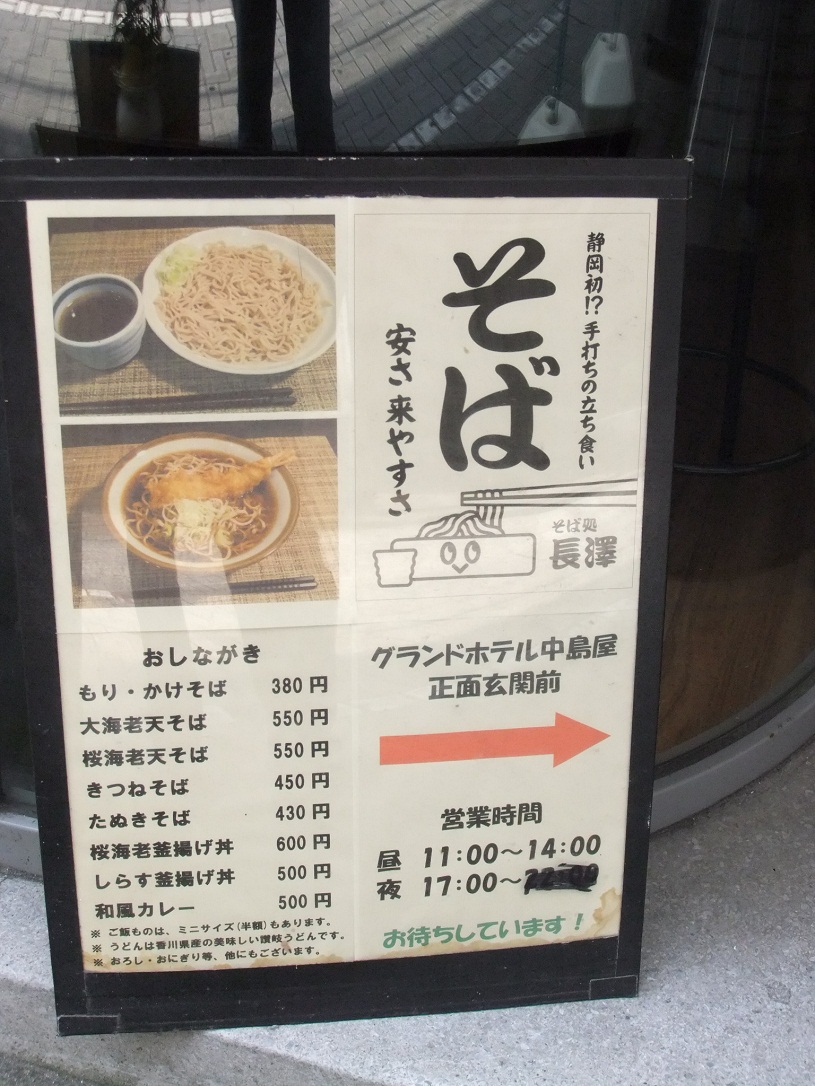 静岡初!? 手打ちの立ち食い
そば
安さ 来やすさ
そば処
長澤
おしながき
もり・かけそば 380円
大海老天そば 550円
桜海老天そば 550円
きつねそば 450円
たぬきそば 430円
桜海老釜揚げ丼 600円
しらす釜揚げ丼 500円
和風カレー 500円
※ ご飯ものは、ミニサイズ(半額)もあります。
※ うどんは香川県産の美味しい讃岐うどんです。
※ おろし・おにぎり等、他にもございます。
グランドホテル中島屋
正面玄関前
営業時間
昼 11:00～14:00
夜 17:00～
お待ちしています！